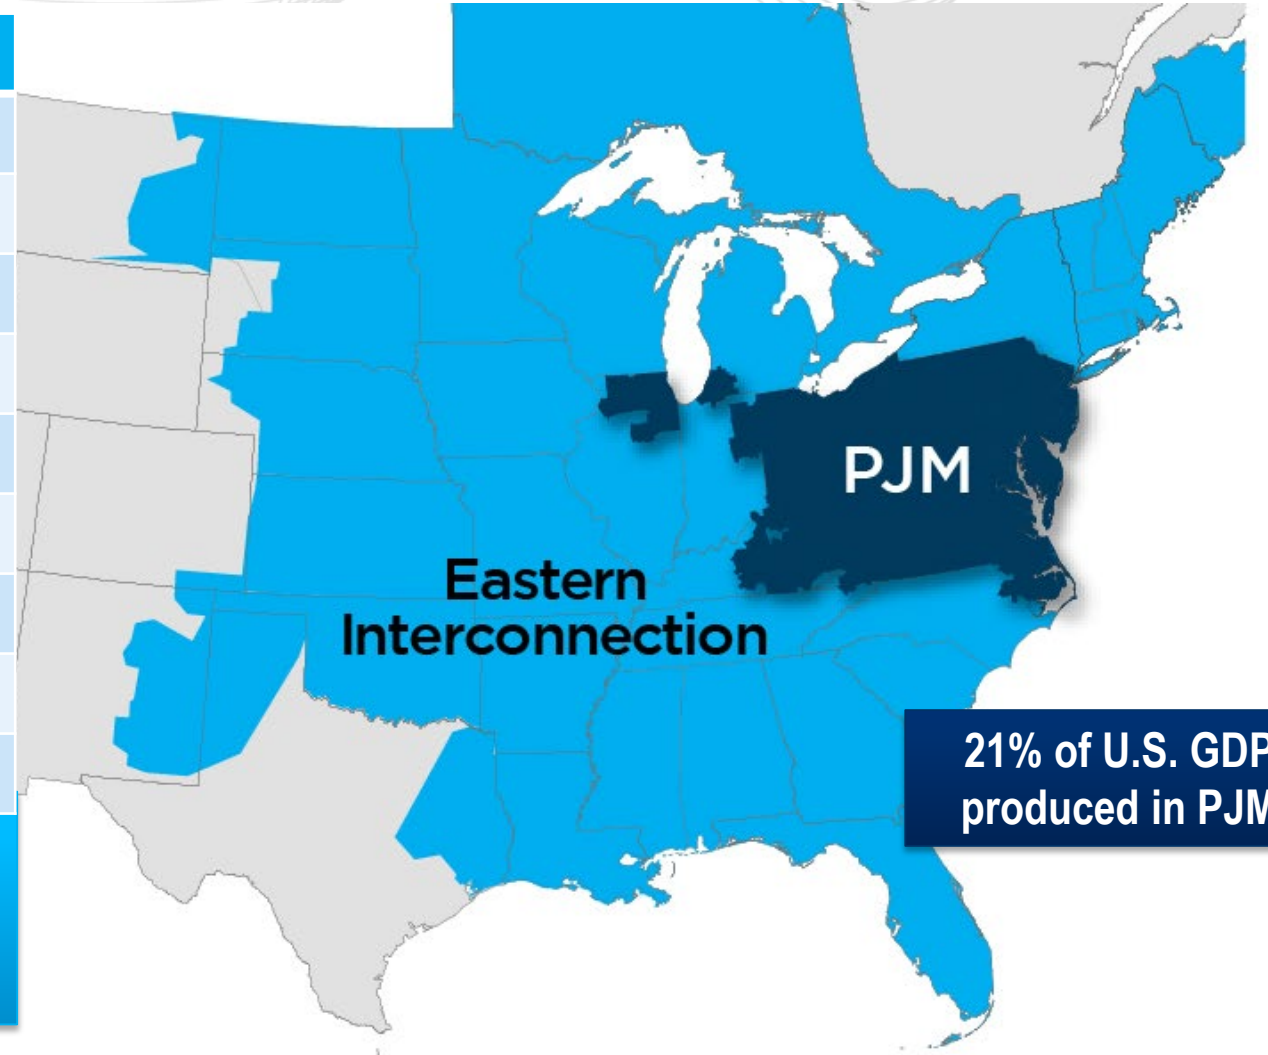 PJM
Eastern
Interconnection
21% of U.S. GDP
produced in PJM